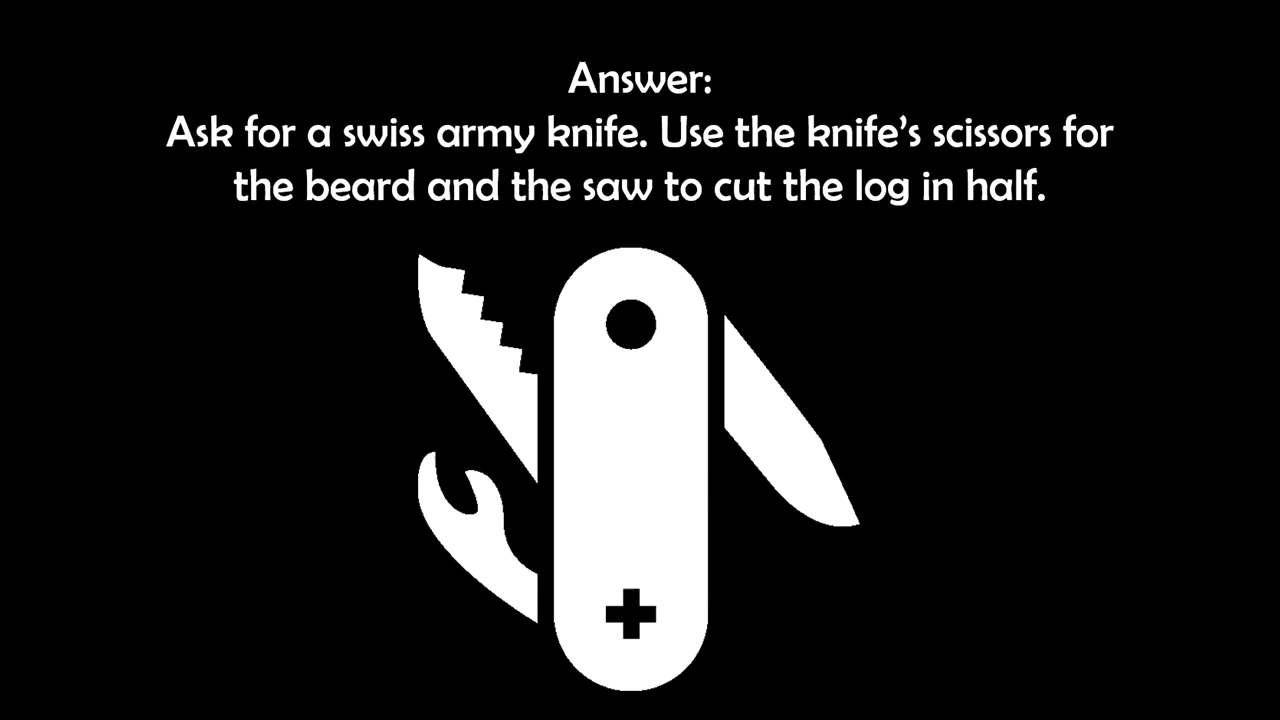 Answer:
Ask for a swiss army knife. Use the knife’s scissors for
the beard and the saw to cut the log in half.